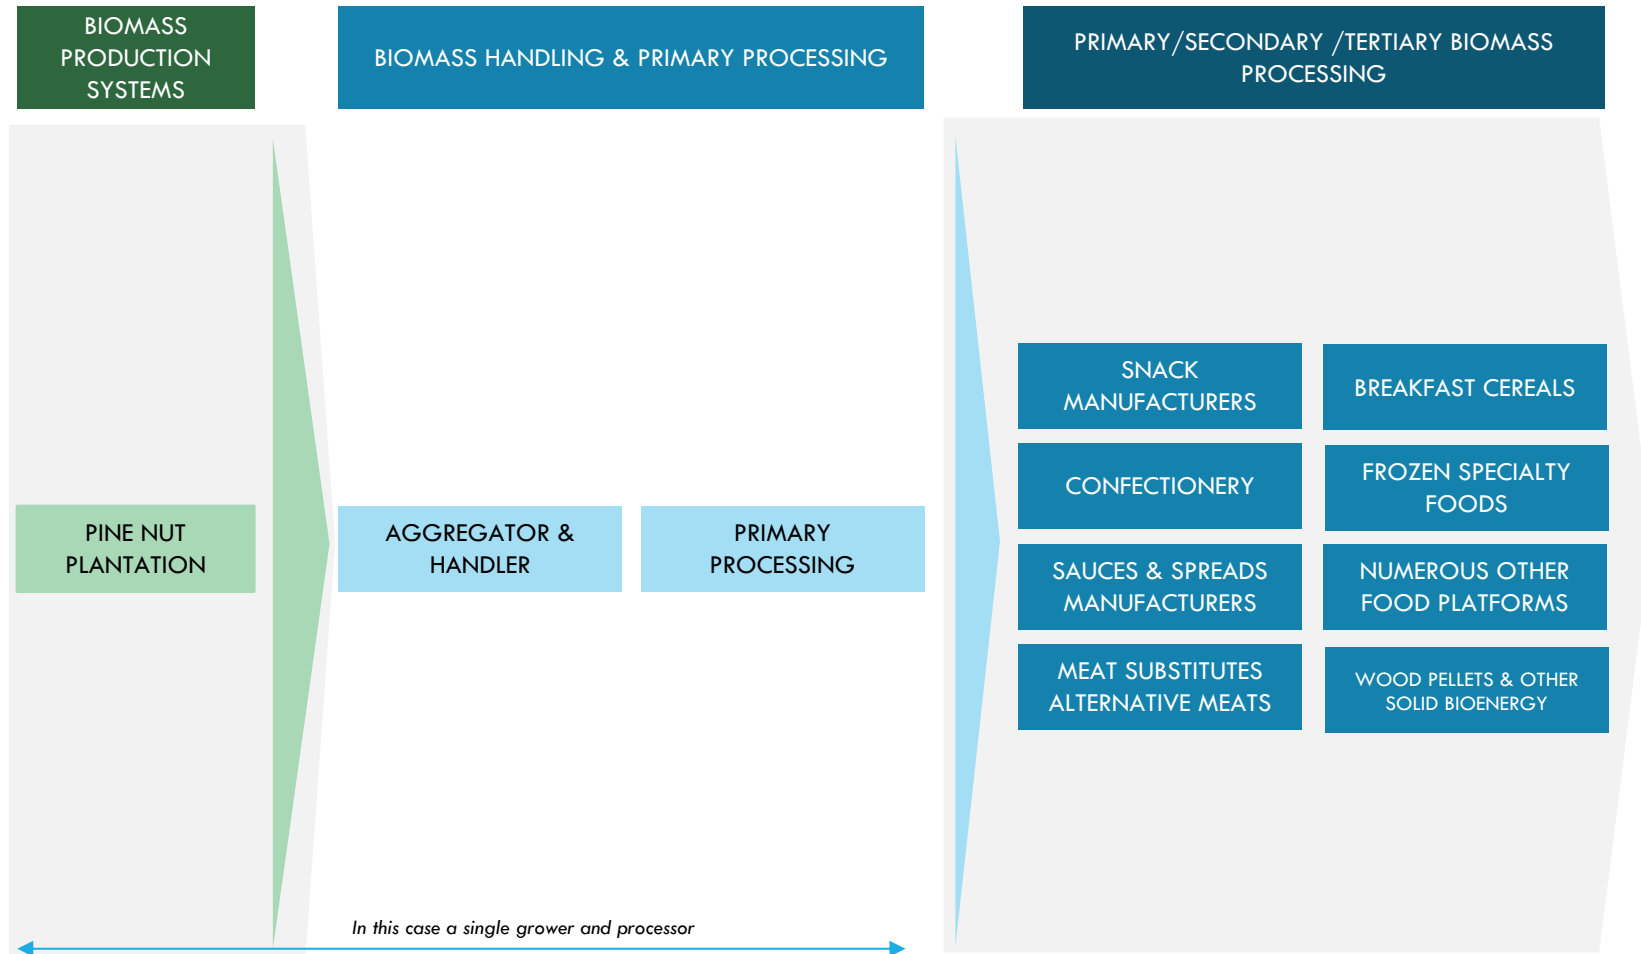 BIOMASS
PRODUCTION
SYSTEMS
BIOMASS HANDLING & PRIMARY PROCESSING
PRIMARY/SECONDARY /TERTIARY BIOMASS
PROCESSING
PINE NUT
PLANTATION
AGGREGATOR &
HANDLER
PRIMARY
PROCESSING
SNACK
MANUFACTURERS
BREAKFAST CEREALS
CONFECTIONERY
FROZEN SPECIALTY
FOODS
SAUCES & SPREADS
MANUFACTURERS
NUMEROUS OTHER
FOOD PLATFORMS
MEAT SUBSTITUTES
ALTERNATIVE MEATS
WOOD PELLETS & OTHER
SOLID BIOENERGY
In this case a single grower and processor